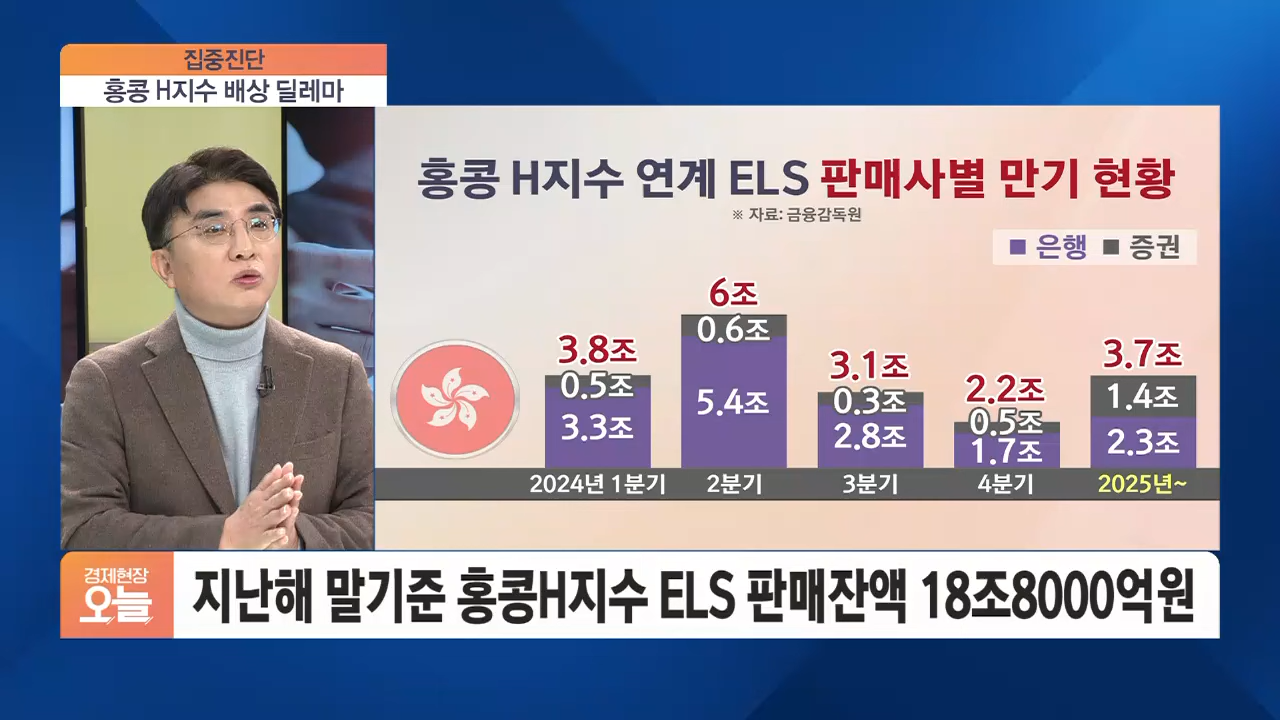 집중진단
홍콩 H지수 배상 딜레마
홍콩 H지수 연계 ELS 판매사별 만기 현황
※ 자료: 금융감독원
■ 은행 ■ 증권
3.8조
0.5조
3.3조
6조
0.6조
5.4조
3.1조
0.3조
2.8조
2.2조
0.5조
1.7조
3.7조
1.4조
2.3조
2024년 1분기 2분기 3분기 4분기 2025년~
경제현장
오늘
지난해 말기준 홍콩H지수 ELS 판매잔액 18조8000억원